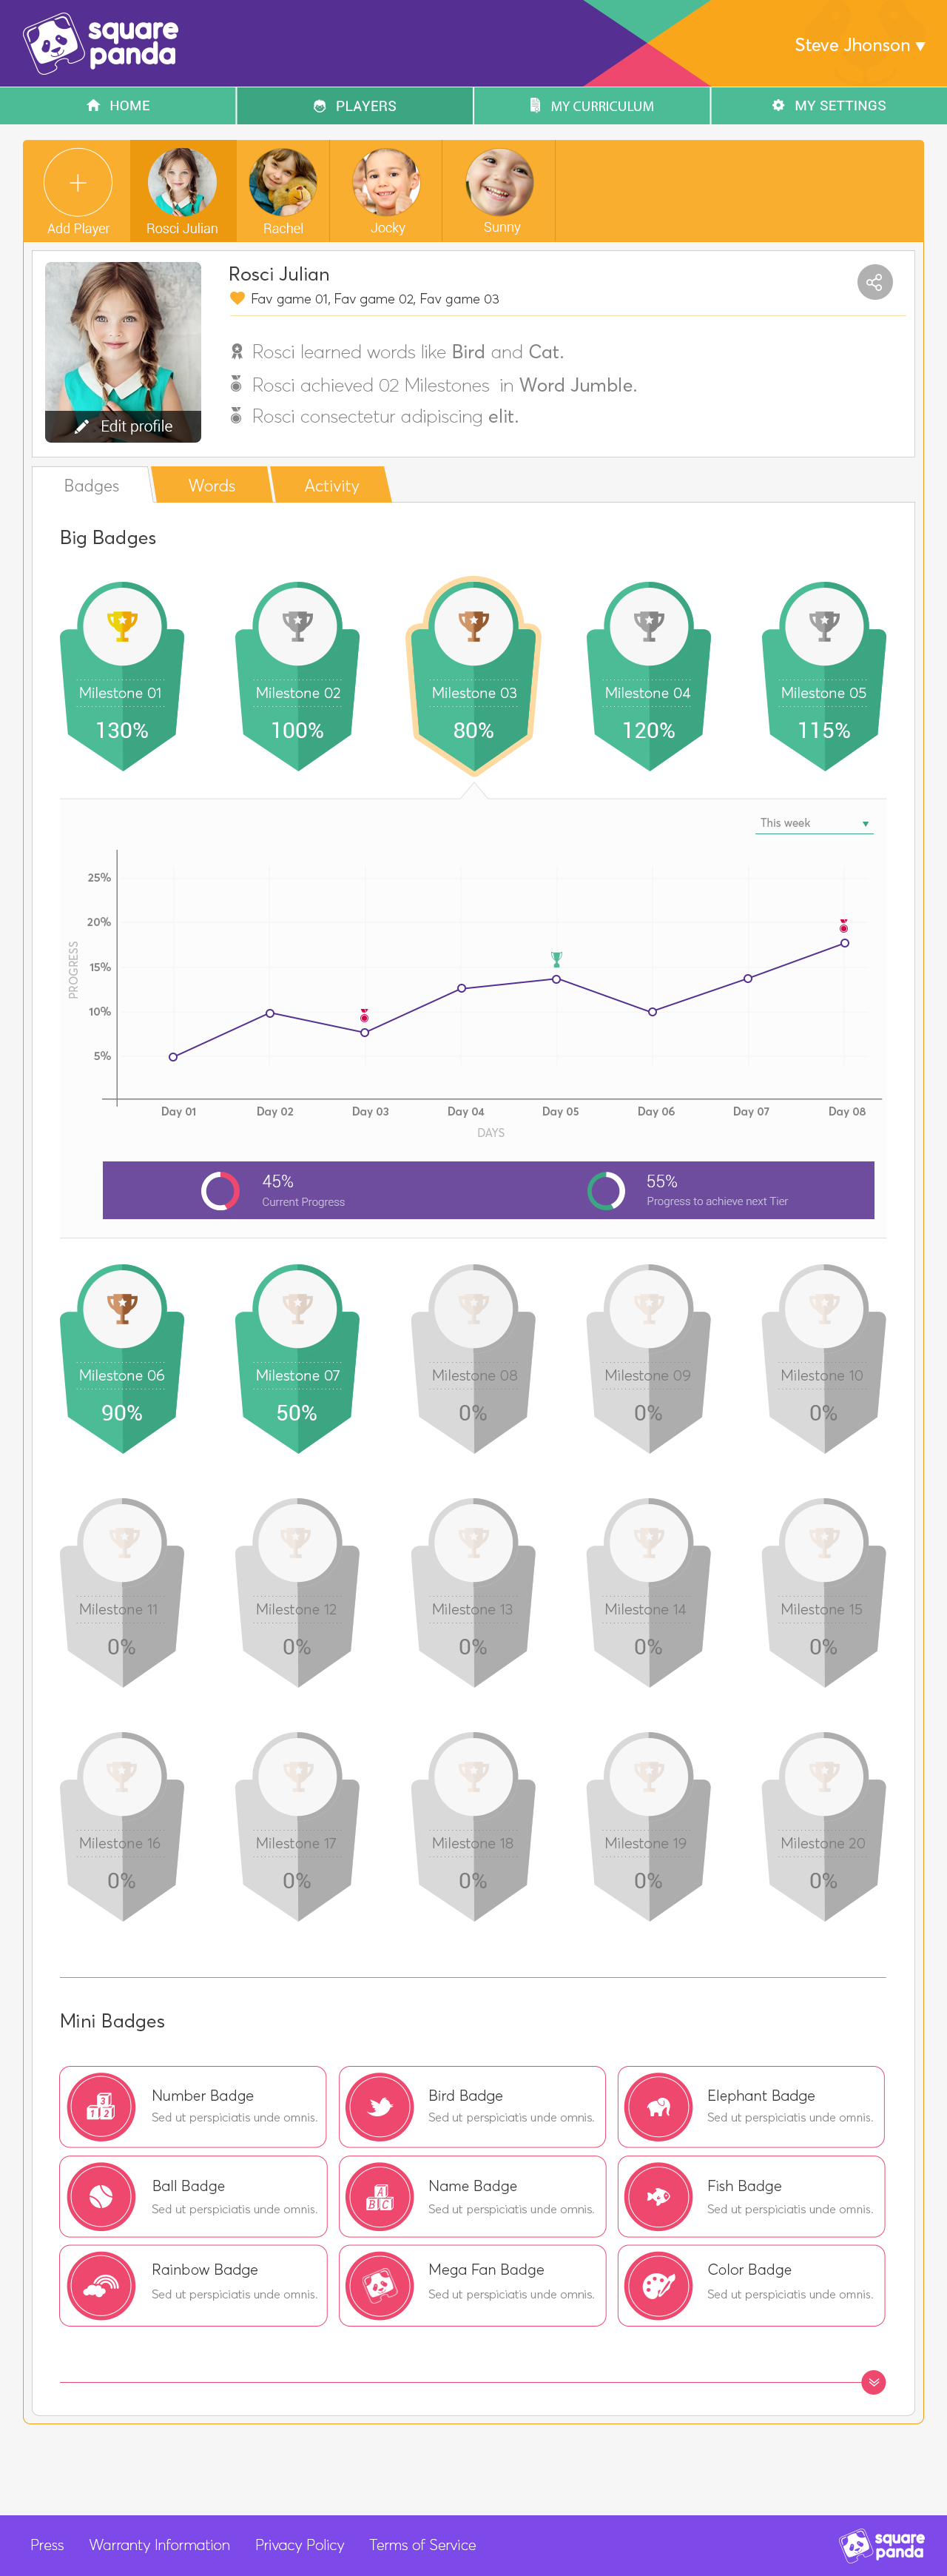 square
panda
Steve Jhonson
HOME
PLAYERS
MY CURRICULUM
MY SETTINGS
Add Player
Rosci Julian
Rachel
Jocky
Sunny
Rosci Julian
Fav game 01, Fav game 02, Fav game 03
Rosci learned words like Bird and Cat.
Rosci achieved 02 Milestones in Word Jumble.
Rosci consectetur adipiscing elit.
Edit profile
Badges
Words
Activity
Big Badges
Milestone 01
Milestone 02
Milestone 03
Milestone 04
Milestone 05
130%
100%
80%
120%
115%
This week
25%
20%
15%
10%
5%
PROGRESS
Day 01
Day 02
Day 03
Day 04
Day 05
Day 06
Day 07
Day 08
DAYS
45%
Current Progress
55%
Progress to achieve next Tier
Milestone 06
Milestone 07
Milestone 08
Milestone 09
Milestone 10
90%
50%
0%
0%
0%
Milestone 11
Milestone 12
Milestone 13
Milestone 14
Milestone 15
0%
0%
0%
0%
0%
Milestone 16
Milestone 17
Milestone 18
Milestone 19
Milestone 20
0%
0%
0%
0%
0%
Mini Badges
3
1 2
Number Badge
Sed ut perspiciatis unde omnis.
Bird Badge
Sed ut perspiciatis unde omnis.
Elephant Badge
Sed ut perspiciatis unde omnis.
Ball Badge
Sed ut perspiciatis unde omnis.
A
B C
Name Badge
Sed ut perspiciatis unde omnis.
Fish Badge
Sed ut perspiciatis unde omnis.
Rainbow Badge
Sed ut perspiciatis unde omnis.
Mega Fan Badge
Sed ut perspiciatis unde omnis.
Color Badge
Sed ut perspiciatis unde omnis.
Press
Warranty Information
Privacy Policy
Terms of Service
square
panda